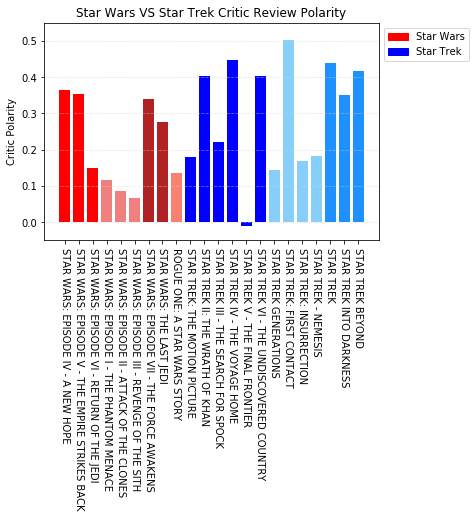 Star Wars VS Star Trek Critic Review Polarity
Star Wars
Star Trek
Critic Polarity
0.5
0.4
0.3
0.2
0.1
0.0
STAR WARS: EPISODE IV - A NEW HOPE
STAR WARS: EPISODE V - THE EMPIRE STRIKES BACK
STAR WARS: EPISODE VI - RETURN OF THE JEDI
STAR WARS: EPISODE I - THE PHANTOM MENACE
STAR WARS: EPISODE II - ATTACK OF THE CLONES
STAR WARS: EPISODE III - REVENGE OF THE SITH
STAR WARS: EPISODE VII - THE FORCE AWAKENS
STAR WARS: THE LAST JEDI
ROGUE ONE: A STAR WARS STORY
STAR TREK: THE MOTION PICTURE
STAR TREK II: THE WRATH OF KHAN
STAR TREK III - THE SEARCH FOR SPOCK
STAR TREK IV - THE VOYAGE HOME
STAR TREK V - THE FINAL FRONTIER
STAR TREK VI - THE UNDISCOVERED COUNTRY
STAR TREK GENERATIONS
STAR TREK: FIRST CONTACT
STAR TREK: INSURRECTION
STAR TREK - NEMESIS
STAR TREK
STAR TREK INTO DARKNESS
STAR TREK BEYOND